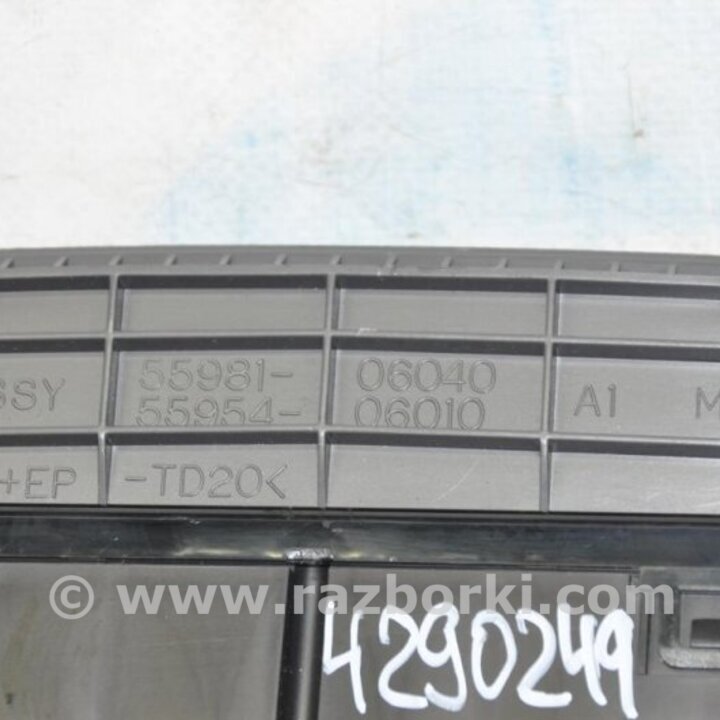 SSY 55981- 06040 A1 M
55954- 06010
+EP -TD20<
© www.razborki.com
4290249